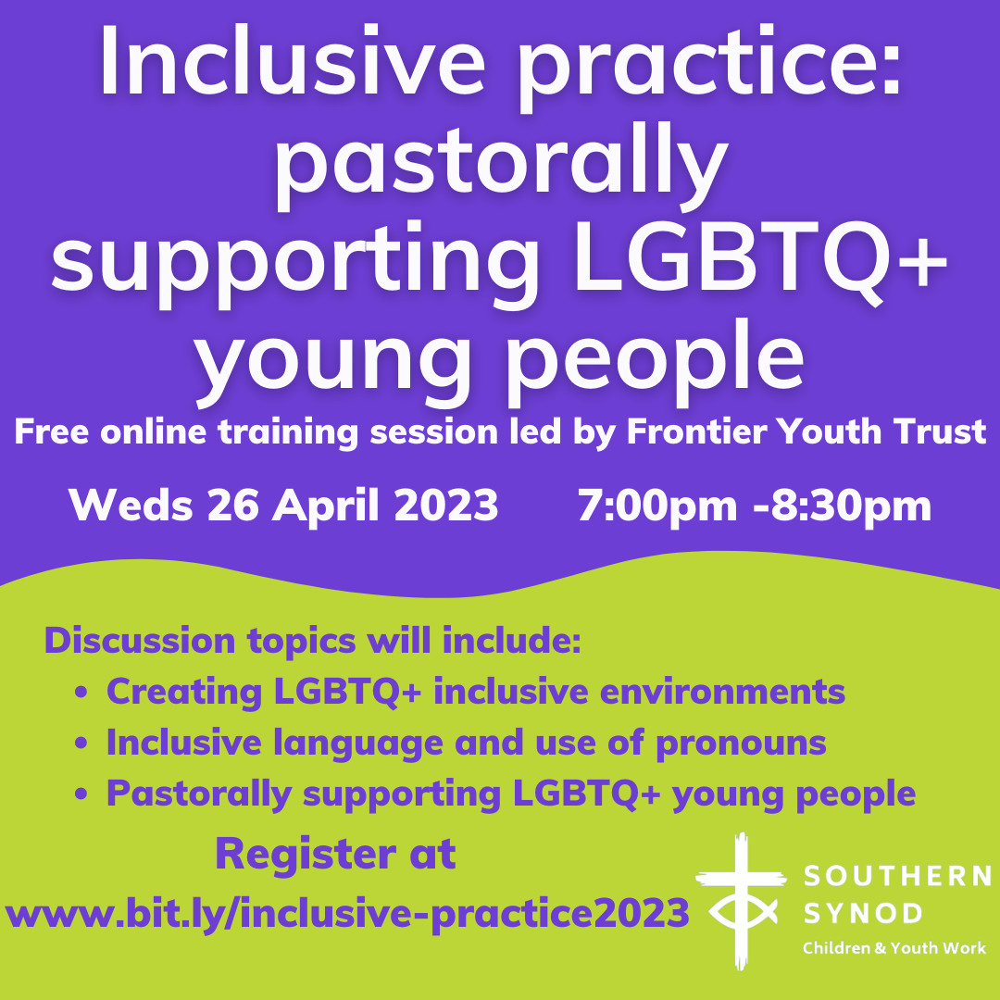 Inclusive practice:
pastorally
supporting LGBTQ+
young people
Free online training session led by Frontier Youth Trust
Weds 26 April 2023 7:00pm -8:30pm
Discussion topics will include:
• Creating LGBTQ+ inclusive environments
• Inclusive language and use of pronouns
• Pastorally supporting LGBTQ+ young people
Register at
www.bit.ly/inclusive-practice2023
SOUTHERN
SYNOD
Children & Youth Work